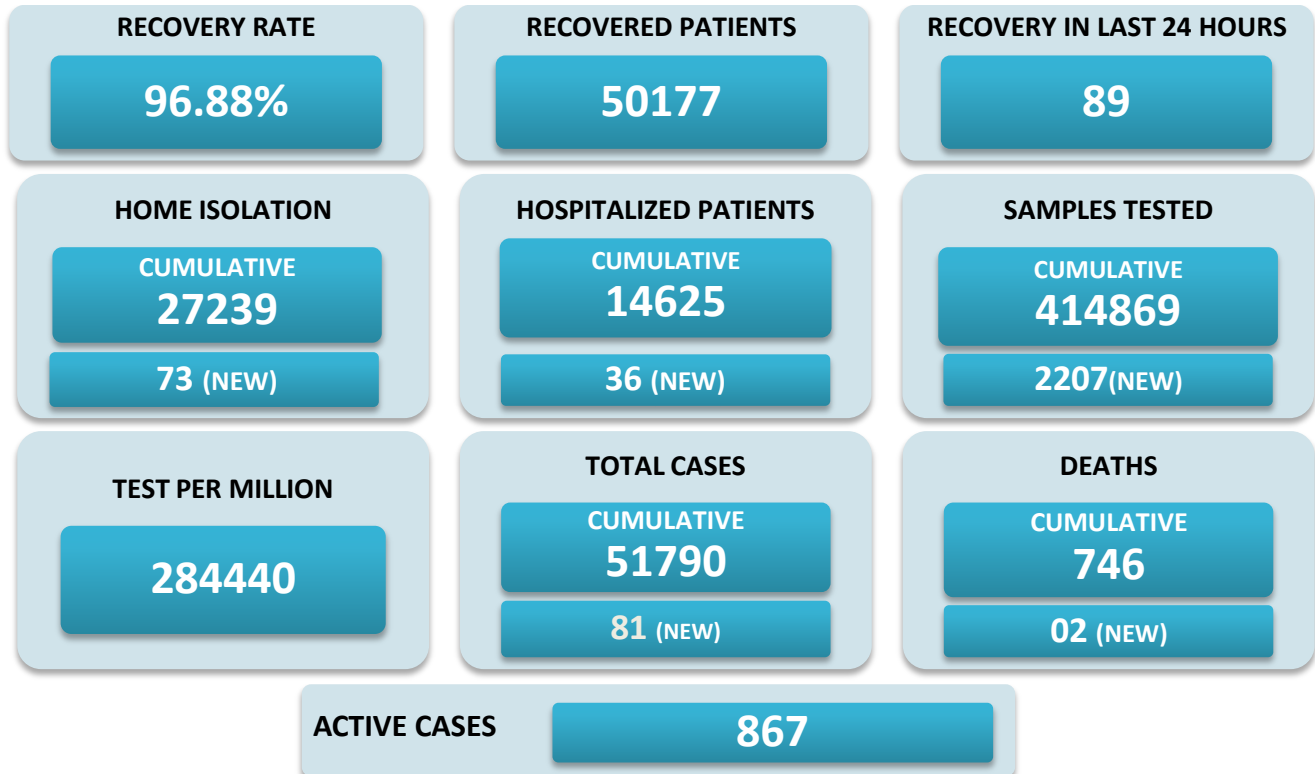 RECOVERY RATE
96.88%
RECOVERED PATIENTS
50177
RECOVERY IN LAST 24 HOURS
89
HOME ISOLATION
CUMULATIVE
27239
73 (NEW)
HOSPITALIZED PATIENTS
CUMULATIVE
14625
36 (NEW)
SAMPLES TESTED
CUMULATIVE
414869
2207(NEW)
TEST PER MILLION
284440
TOTAL CASES
CUMULATIVE
51790
81 (NEW)
DEATHS
CUMULATIVE
746
02 (NEW)
ACTIVE CASES
867